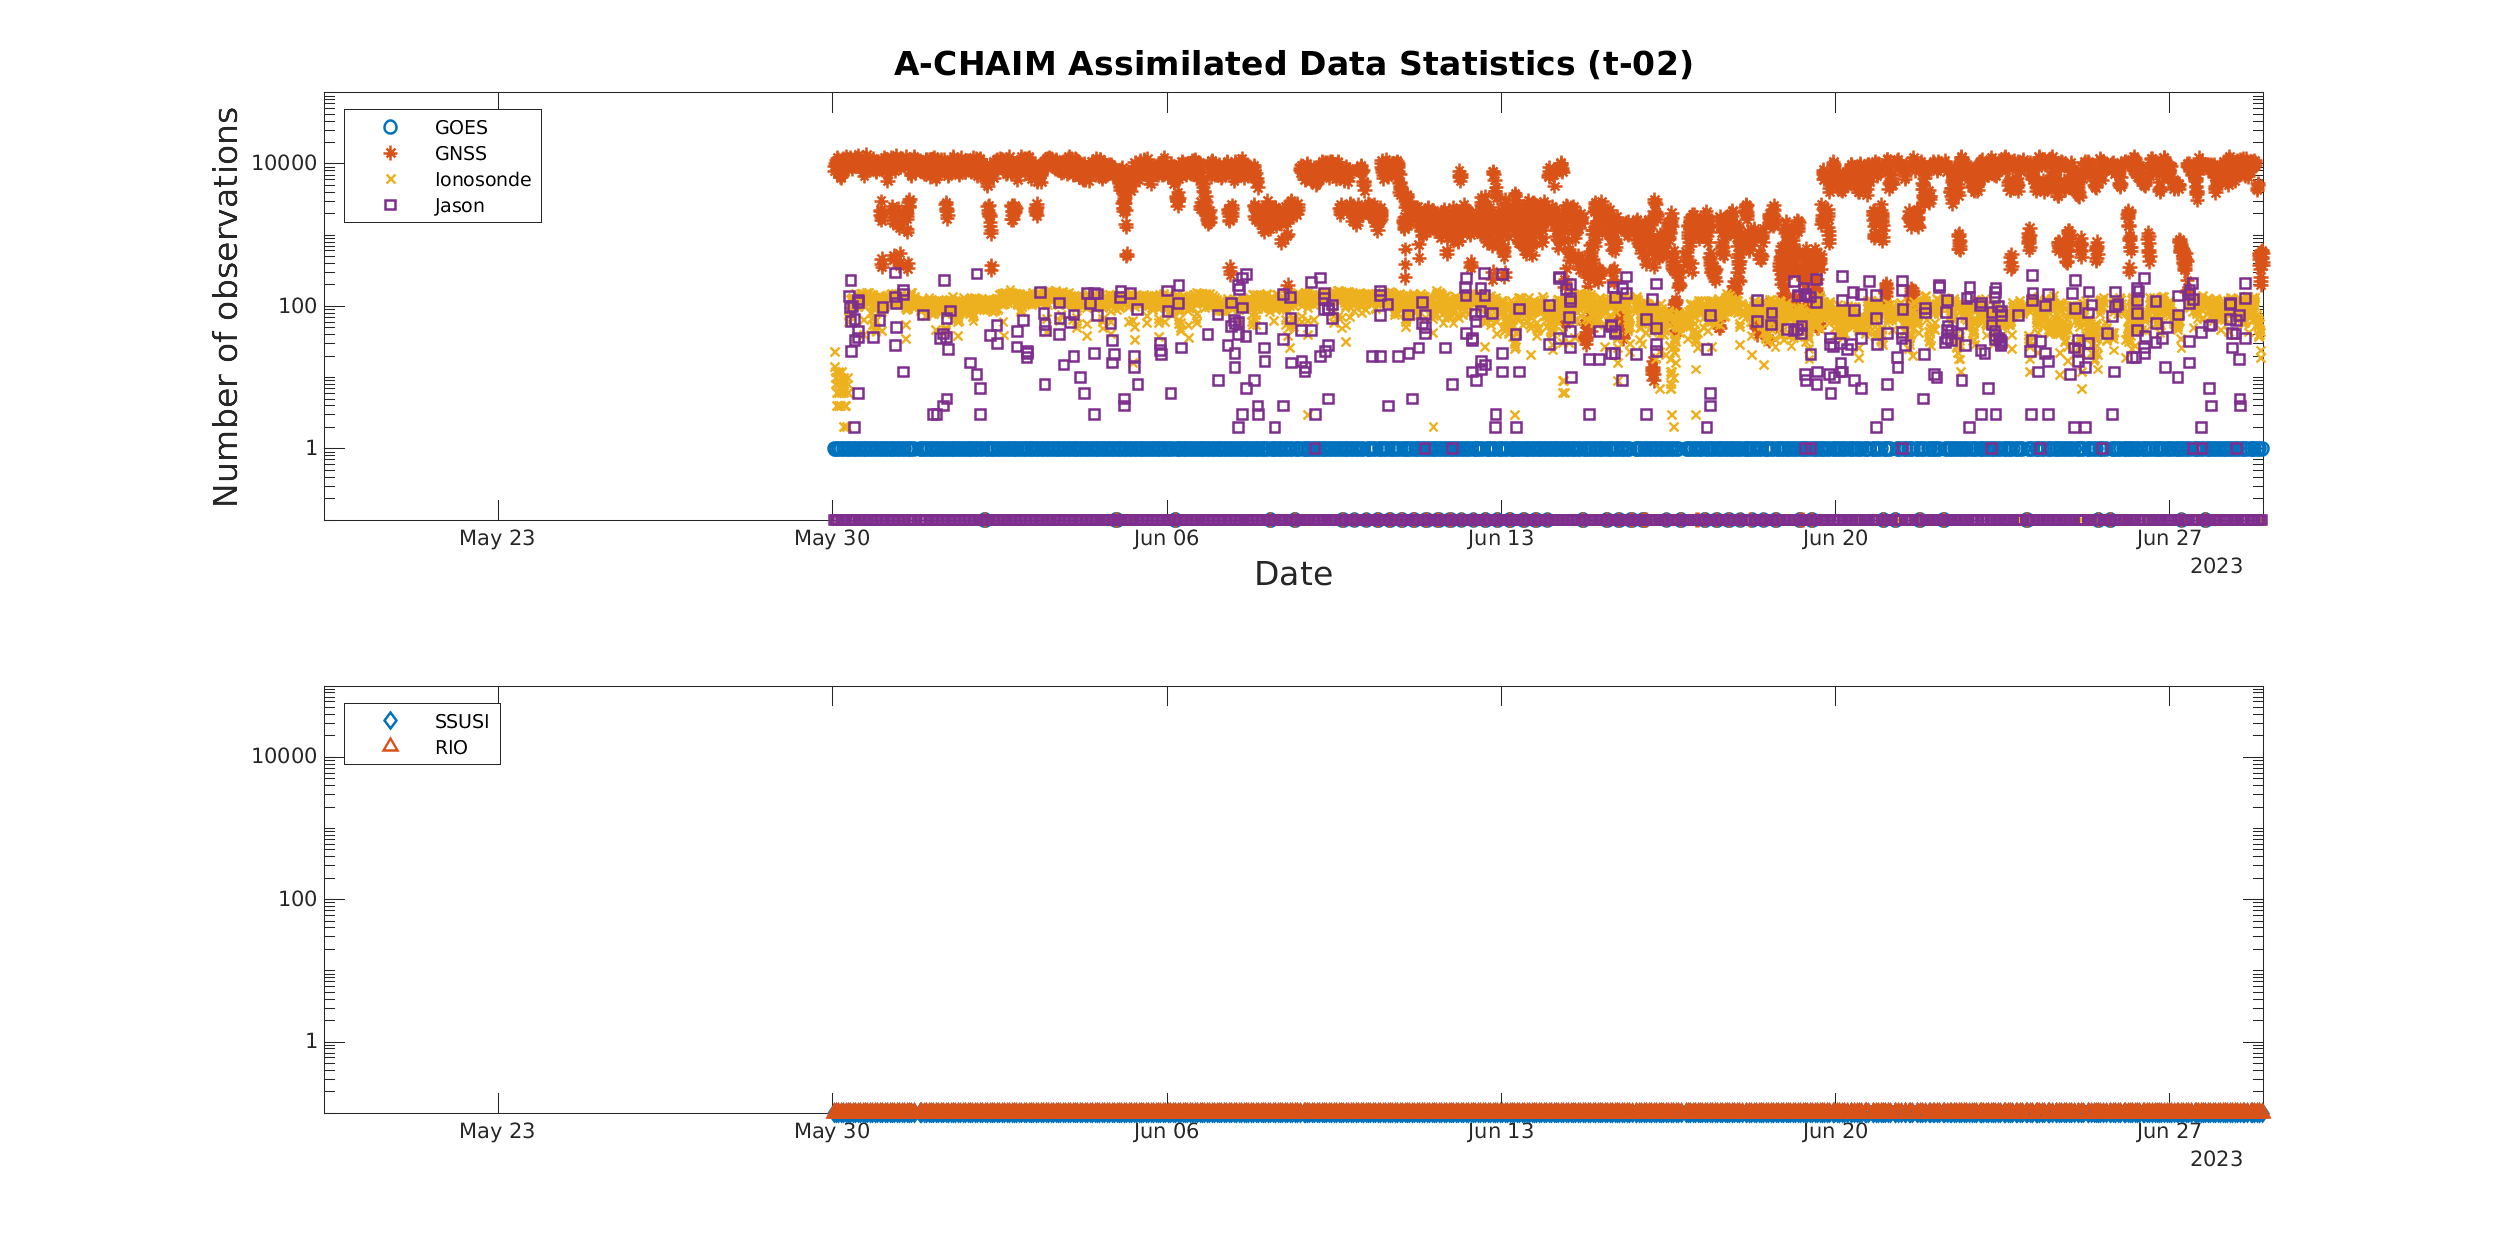 A-CHAIM Assimilated Data Statistics (t-02)
Number of observations
10000
100
1
GOES
GNSS
Ionosonde
Jason
May 23
May 30
Jun 06
Jun 13
Jun 20
Jun 27
2023
Date
10000
100
1
SSUSI
RIO
May 23
May 30
Jun 06
Jun 13
Jun 20
Jun 27
2023